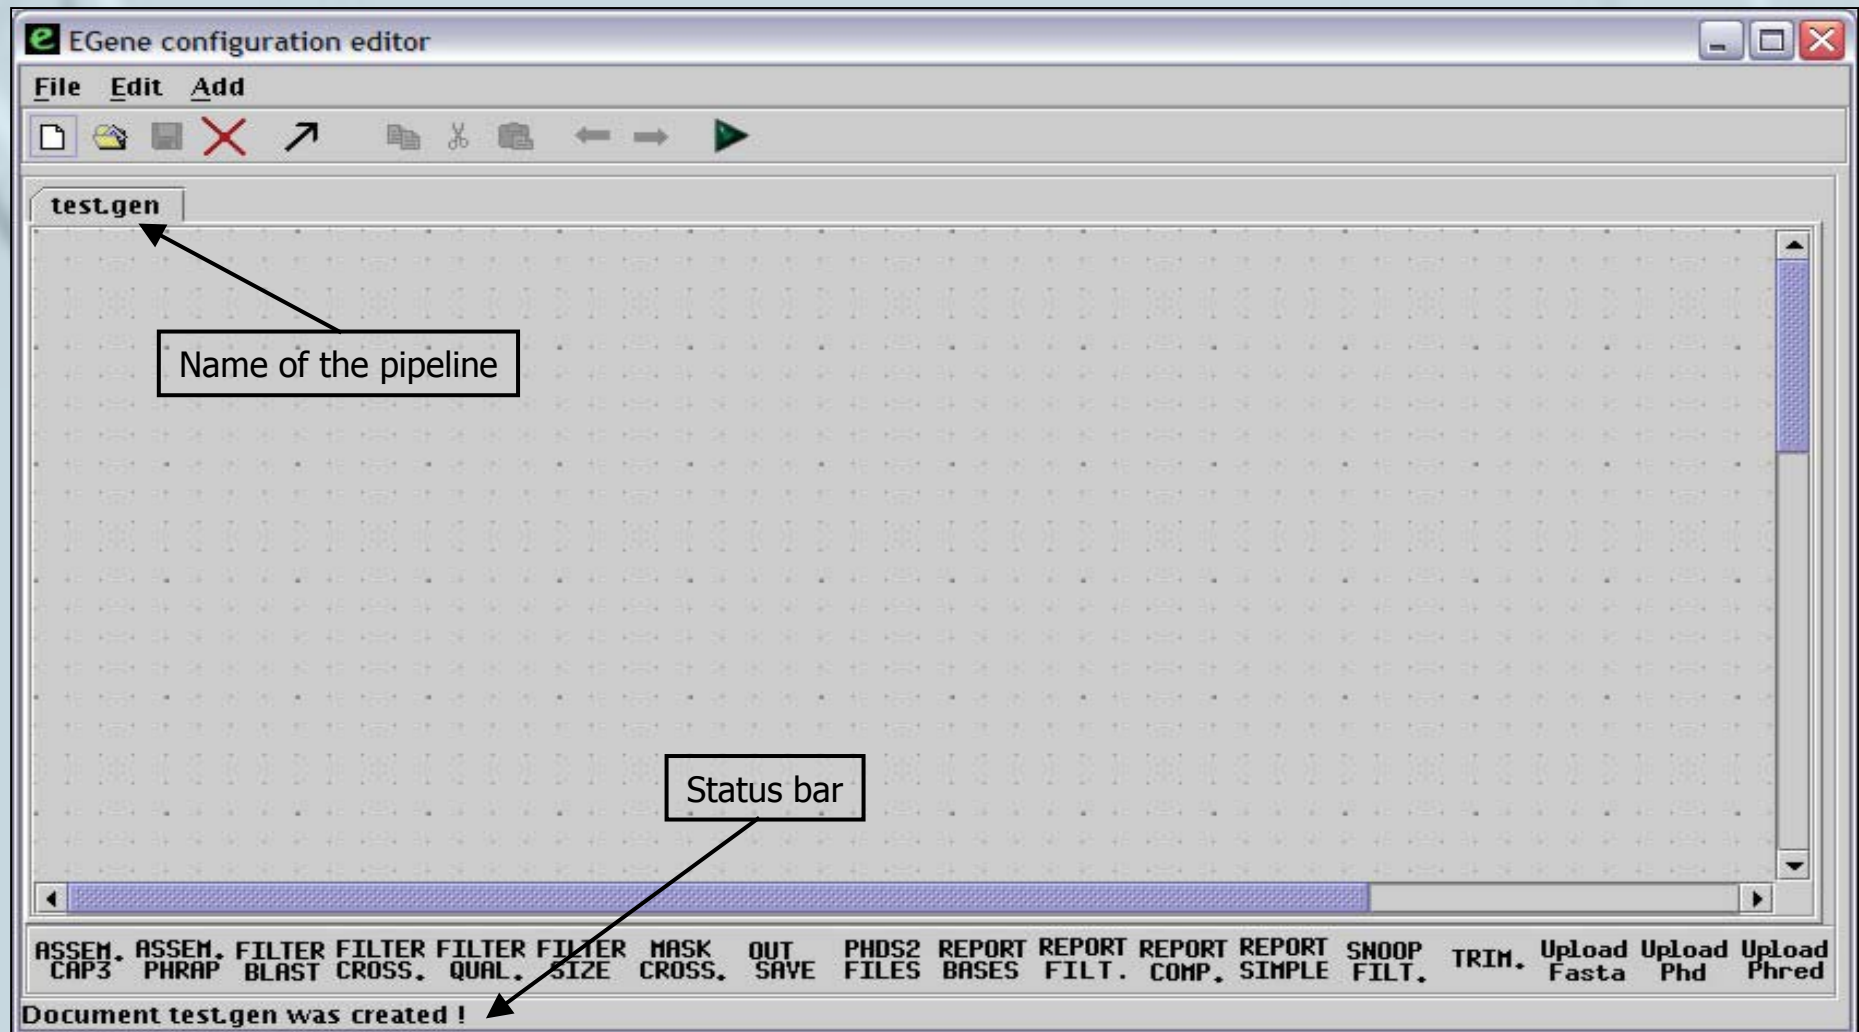 e EGene configuration editor
File Edit Add
test.gen
Name of the pipeline
Status bar
ASSEM. CAP3 ASSEM. PHRAP FILTER BLAST FILTER CROSS. FILTER QUAL. FILTER SIZE MASK CROSS. OUT SAVE PHDS2 FILES REPORT BASES REPORT FILT. REPORT COMP. REPORT SIMPLE SNOOP FILT. TRIM. Upload Fasta Upload Phd Upload Phred
Document test.gen was created !